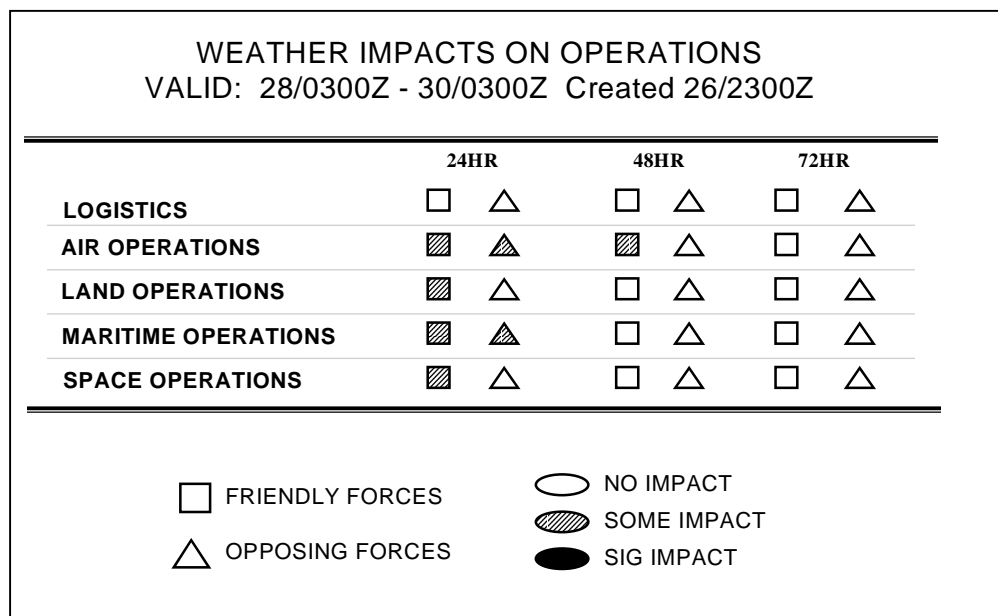 WEATHER IMPACTS ON OPERATIONS
VALID: 28/0300Z - 30/0300Z Created 26/2300Z
24HR 48HR 72HR
LOGISTICS
AIR OPERATIONS
LAND OPERATIONS
MARITIME OPERATIONS
SPACE OPERATIONS
FRIENDLY FORCES
OPPOSING FORCES
NO IMPACT
SOME IMPACT
SIG IMPACT